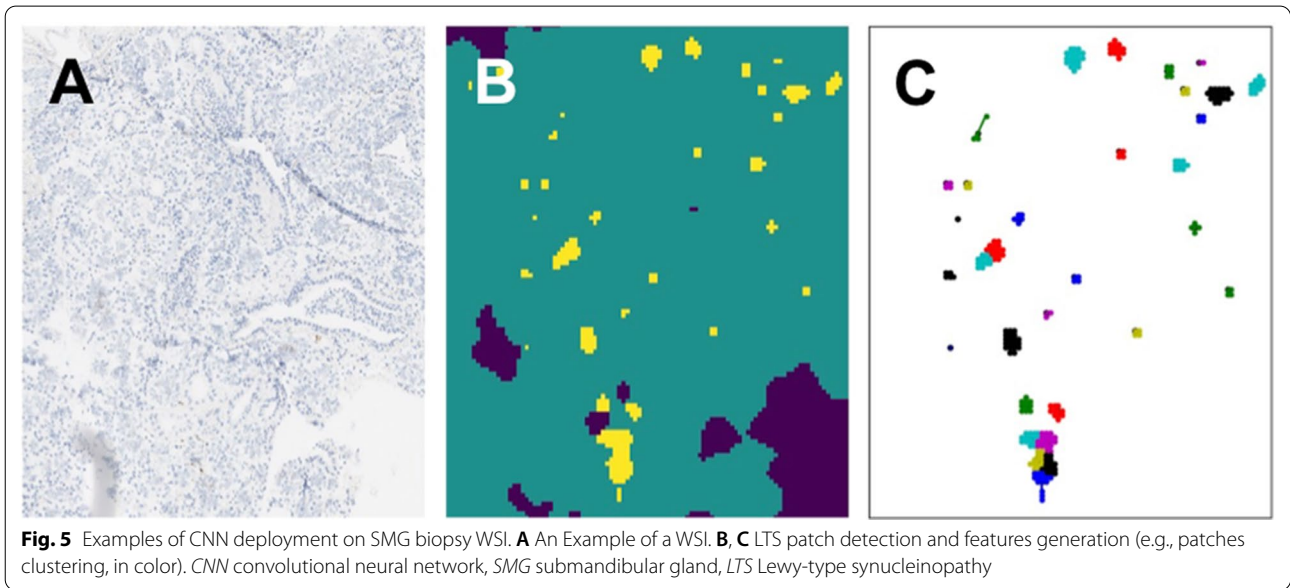 A
B
C
Fig. 5 Examples of CNN deployment on SMG biopsy WSI. A An Example of a WSI. B, C LTS patch detection and features generation (e.g., patches
clustering, in color). CNN convolutional neural network, SMG submandibular gland, LTS Lewy-type synucleinopathy